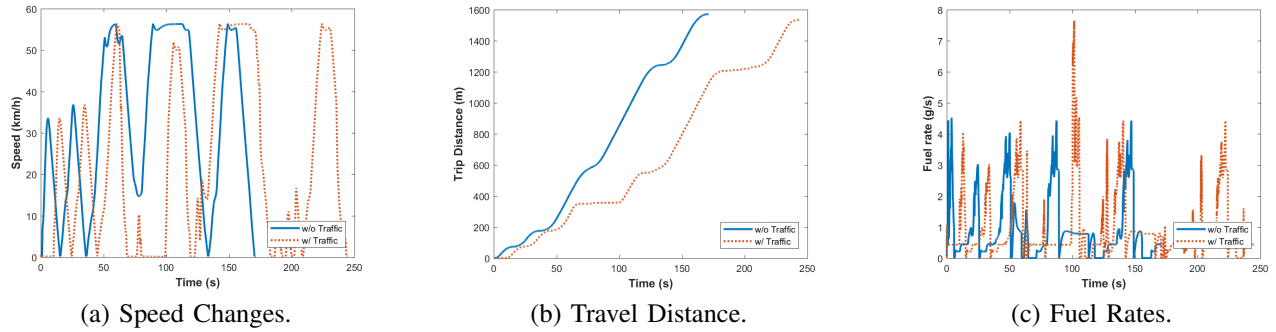 60
50
40
30
20
10
0
Speed (km/h)
0 50 100 150 200 250
Time (s)
w/o Traffic
w/ Traffic
(a) Speed Changes.
1600
1400
1200
1000
800
600
400
200
0
Trip Distance (m)
0 50 100 150 200 250
Time (s)
w/o Traffic
w/ Traffic
(b) Travel Distance.
8
7
6
5
4
3
2
1
0
Fuel rate (g/s)
0 50 100 150 200 250
Time (s)
w/o Traffic
w/ Traffic
(c) Fuel Rates.